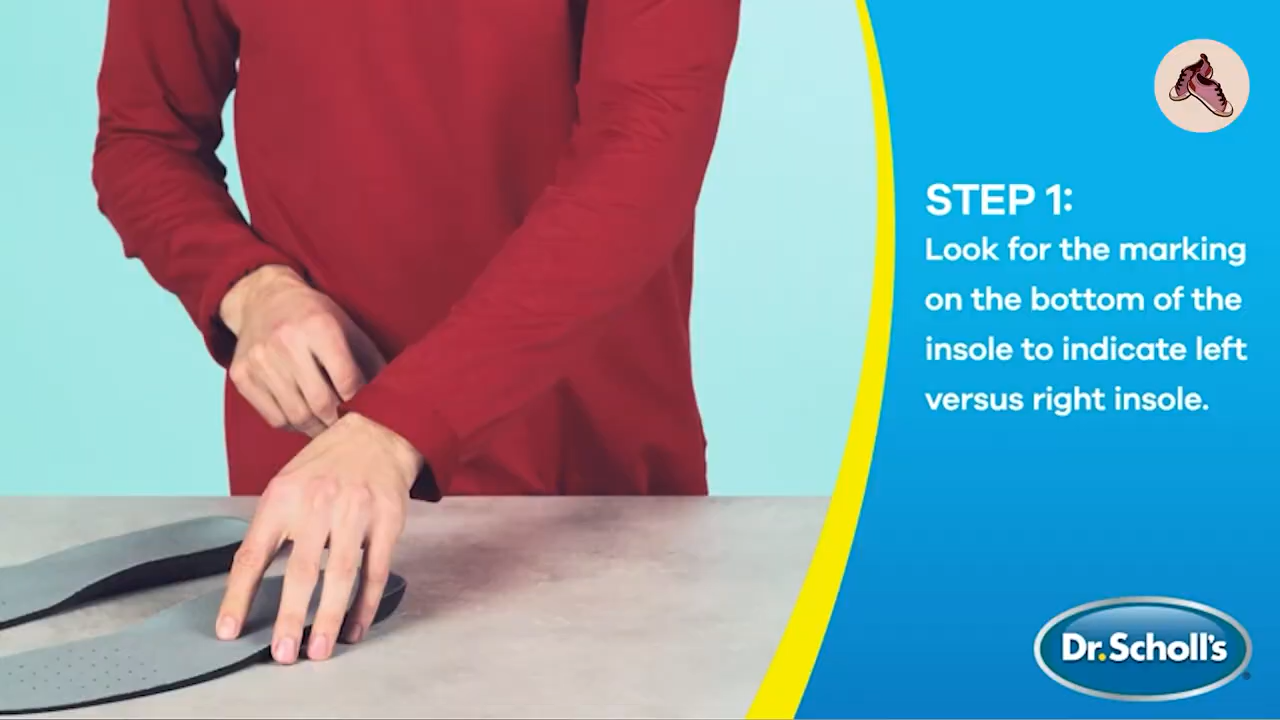 STEP 1:
Look for the marking
on the bottom of the
insole to indicate left
versus right insole.
Dr.Scholl's